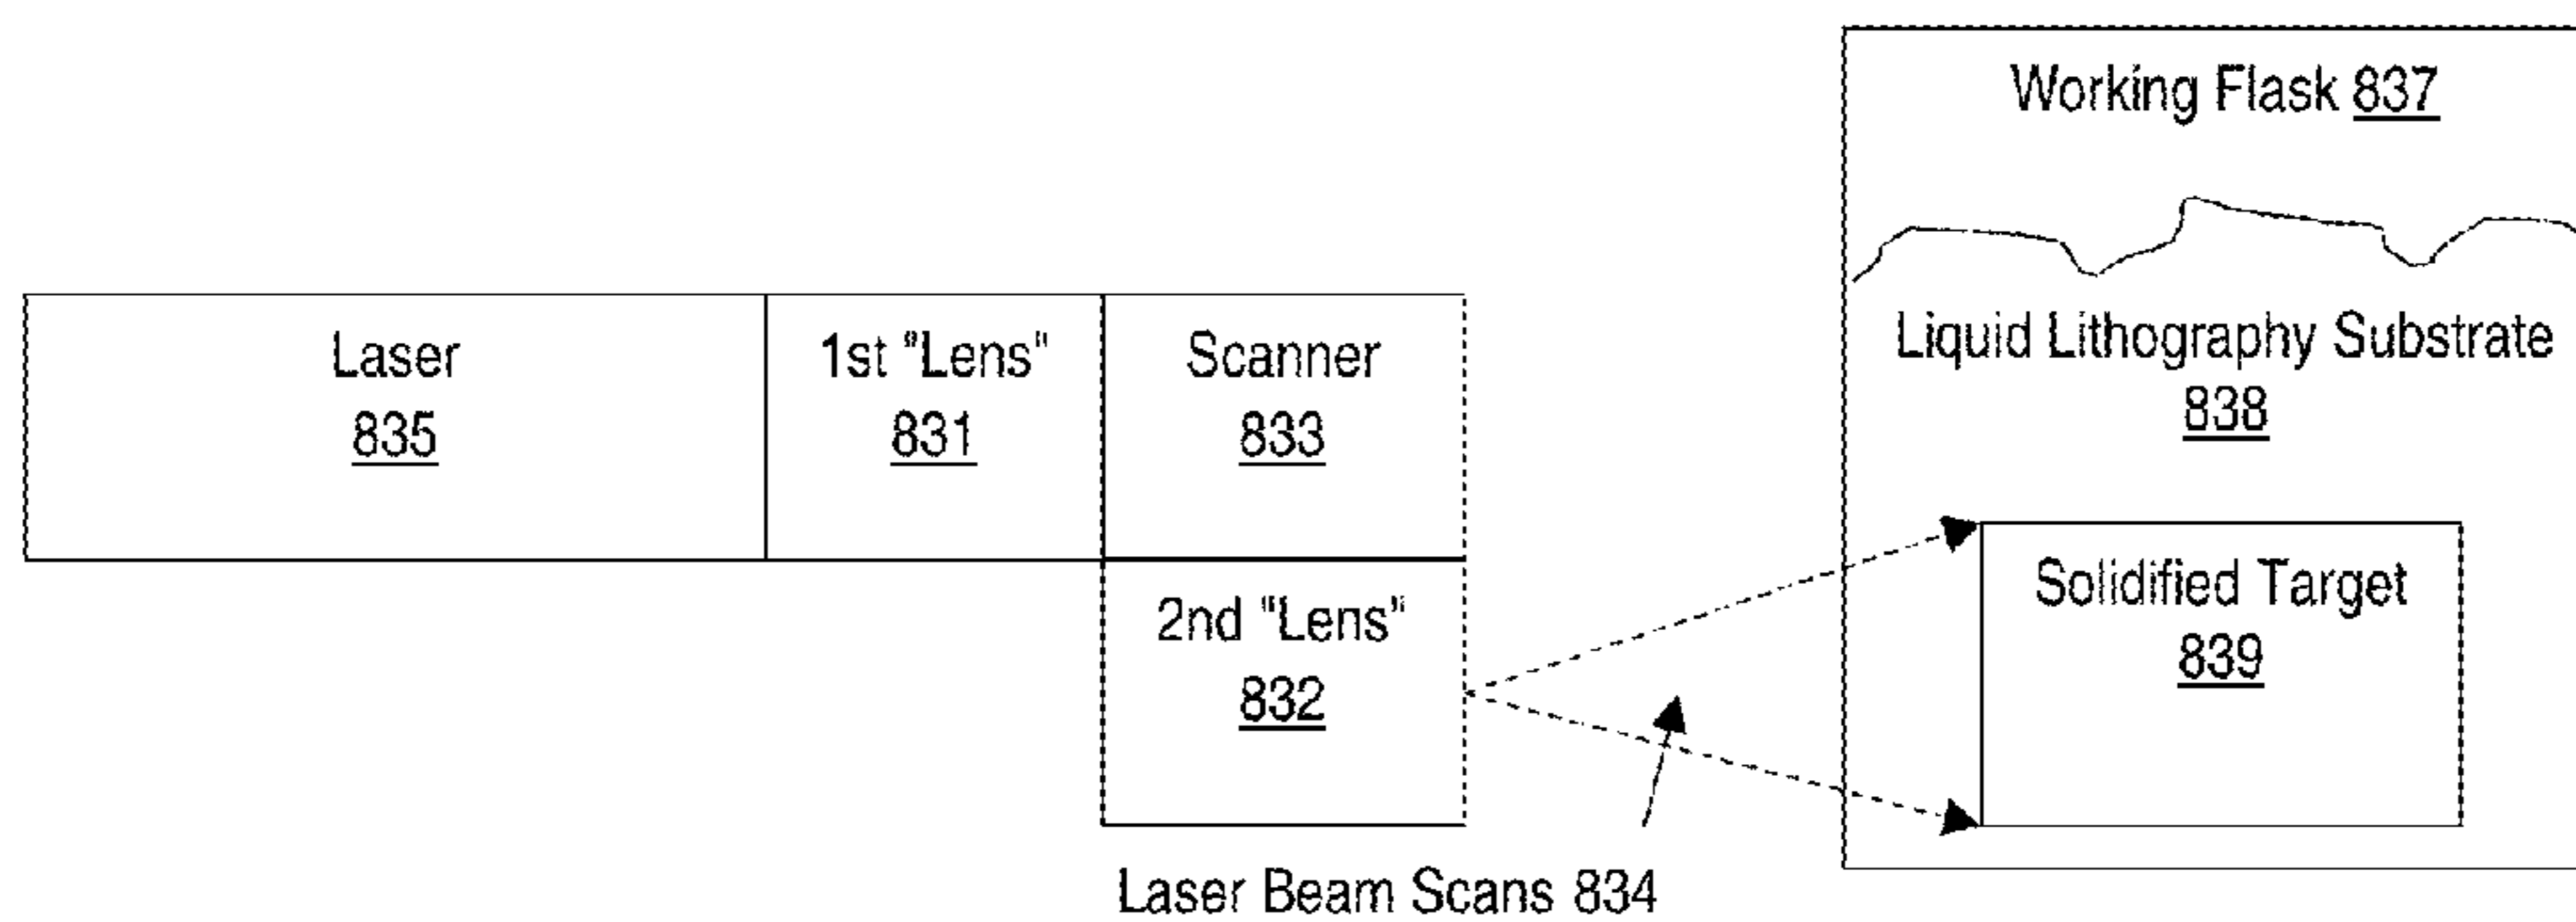 Working Flask 837
Liquid Lithography Substrate
838
Laser
835
1st "Lens"
831
Scanner
833
2nd "Lens"
832
Solidified Target
839
Laser Beam Scans 834